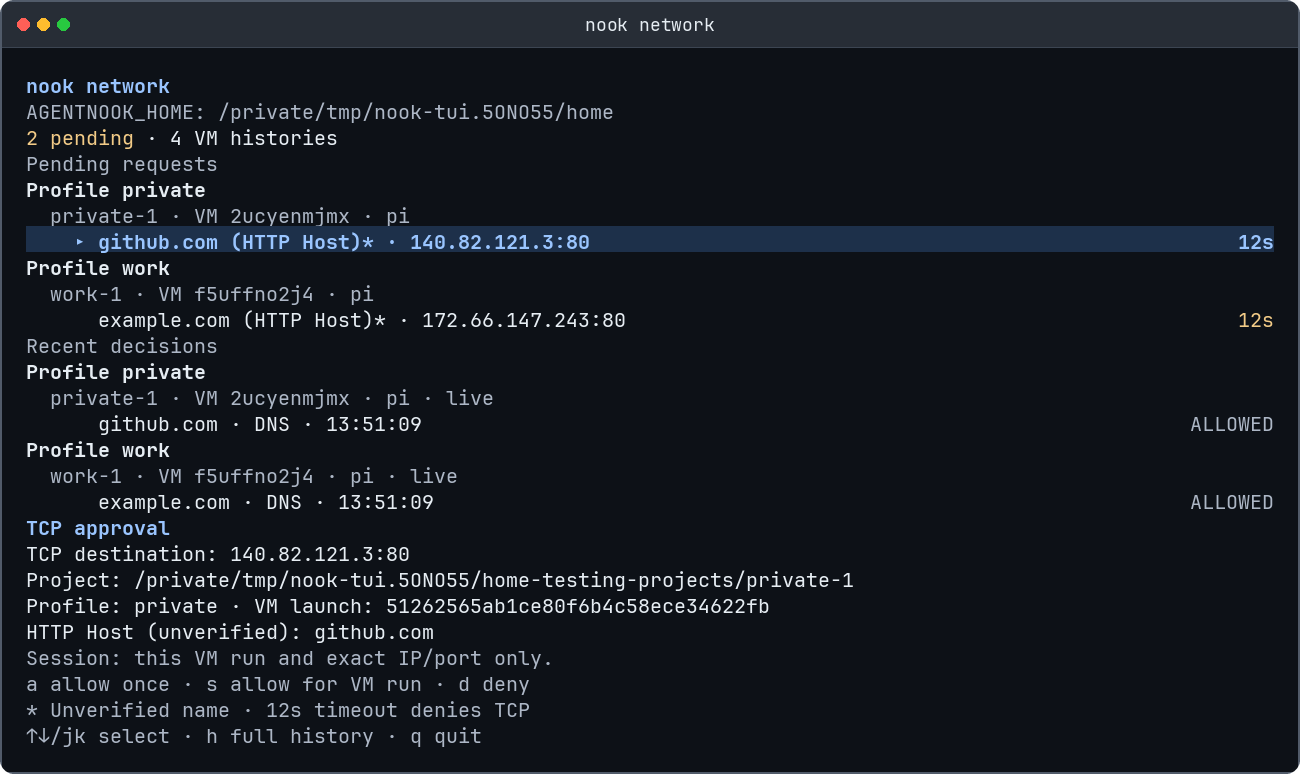 nook network
nook network
AGENTNOOK_HOME: /private/tmp/nook-tui.5ONO55/home
2 pending · 4 VM histories
Pending requests
Profile private
private-1 · VM 2ucyenmjmx · pi
▸ github.com (HTTP Host)* · 140.82.121.3:80 12s
Profile work
work-1 · VM f5uffno2j4 · pi
example.com (HTTP Host)* · 172.66.147.243:80 12s
Recent decisions
Profile private
private-1 · VM 2ucyenmjmx · pi · live
github.com · DNS · 13:51:09 ALLOWED
Profile work
work-1 · VM f5uffno2j4 · pi · live
example.com · DNS · 13:51:09 ALLOWED
TCP approval
TCP destination: 140.82.121.3:80
Project: /private/tmp/nook-tui.5ONO55/home-testing-projects/private-1
Profile: private · VM launch: 51262565ab1ce80f6b4c58ece34622fb
HTTP Host (unverified): github.com
Session: this VM run and exact IP/port only.
a allow once · s allow for VM run · d deny
* Unverified name · 12s timeout denies TCP
↑↓/jk select · h full history · q quit